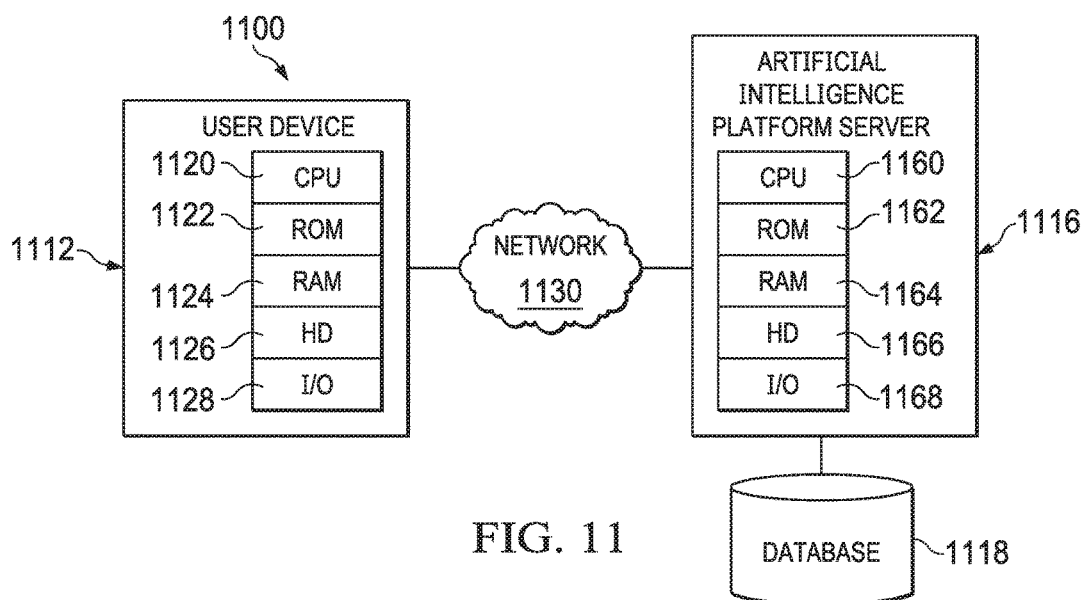 1100
USER DEVICE
1120 CPU
1122 ROM
1112
1124 RAM
1126 HD
1128 I/O
NETWORK
1130
ARTIFICIAL
INTELLIGENCE
PLATFORM SERVER
CPU 1160
ROM 1162
1116
RAM 1164
HD 1166
I/O 1168
DATABASE
1118
FIG. 11